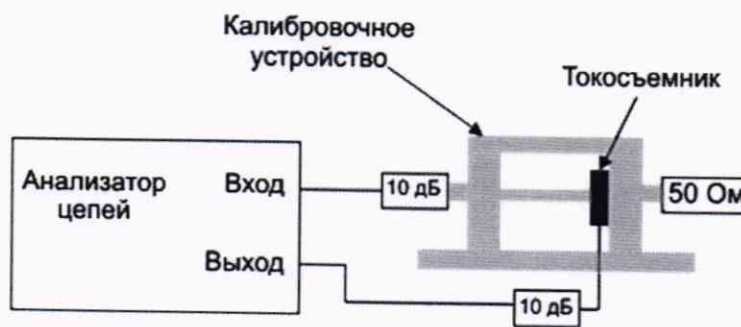 Калибровочное
устройство
Токосъемник
Анализатор
цепей
Вход
10 дБ
50 Ом
Выход
10 дБ